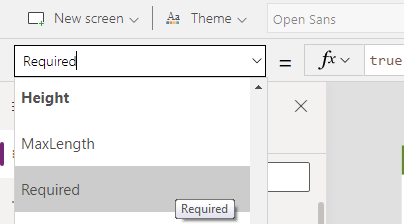 New screen Theme Open Sans
Required = fx true
Height
MaxLength
Required
Required